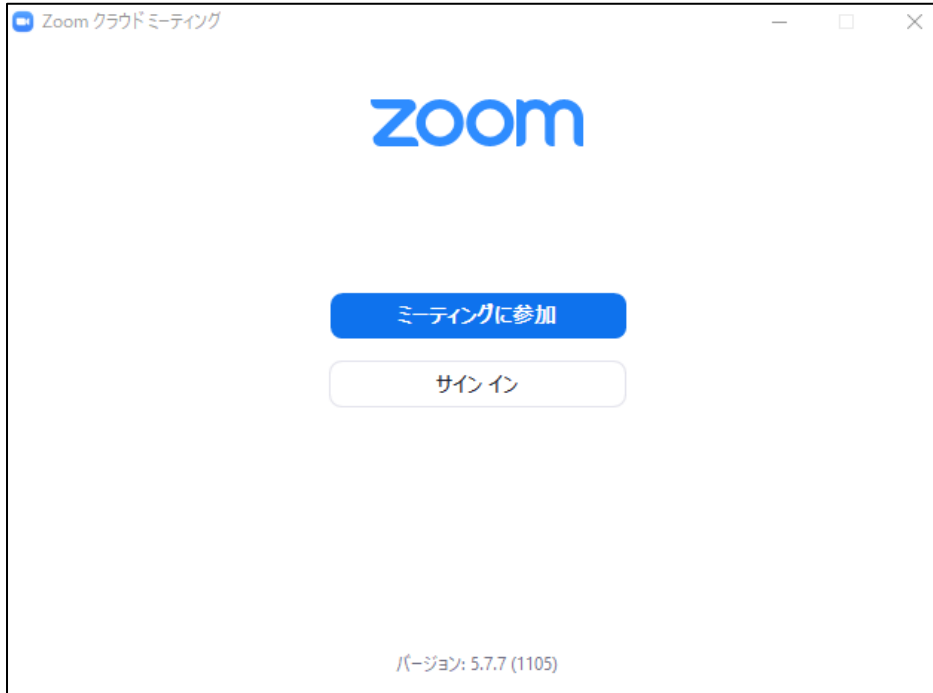 Zoom クラウド ミーティング
zoom
ミーティングに参加
サイン イン
バージョン: 5.7.7 (1105)